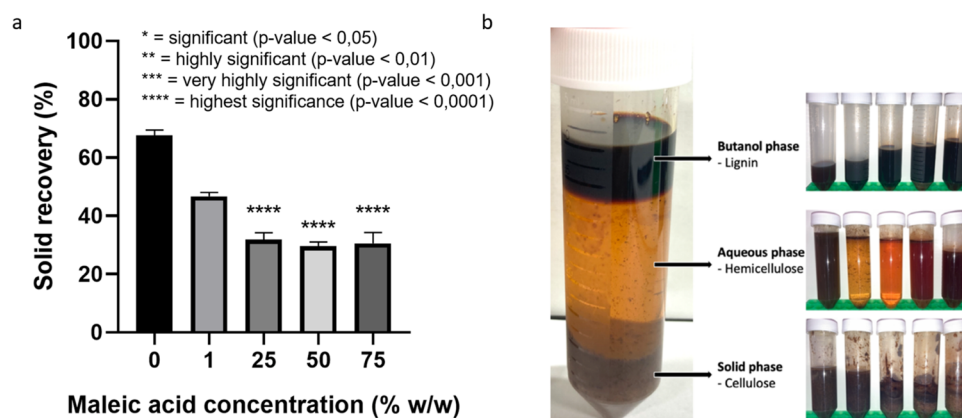 a
* = significant (p-value < 0,05)
** = highly significant (p-value < 0,01)
*** = very highly significant (p-value < 0,001)
**** = highest significance (p-value < 0,0001)
Solid recovery (%)
100
80
60
40
20
0
****
****
****
0 1 25 50 75
Maleic acid concentration (% w/w)
b
Butanol phase
- Lignin
Aqueous phase
- Hemicellulose
Solid phase
- Cellulose